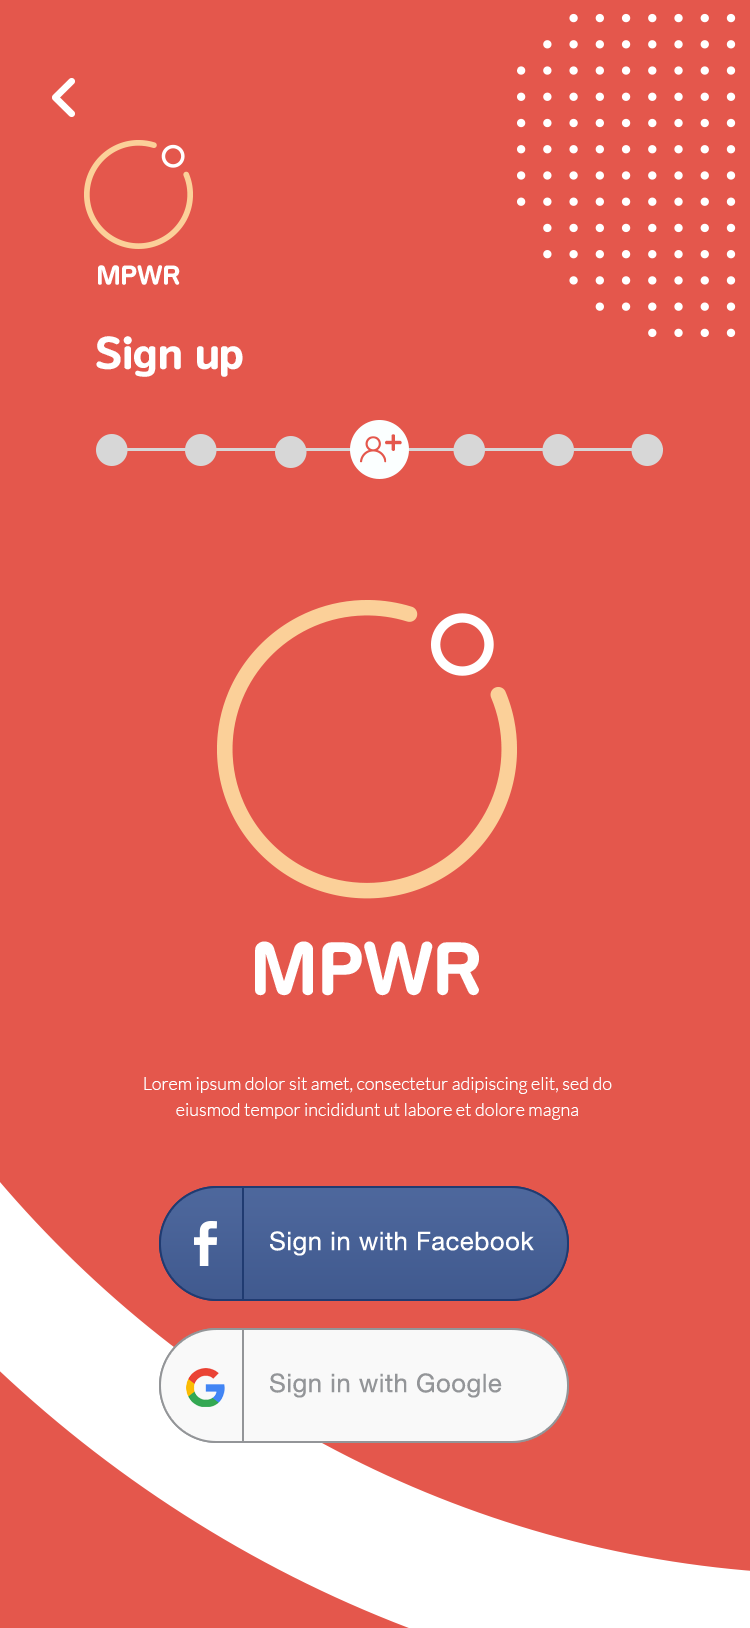 MPWR
Sign up
MPWR
Lorem ipsum dolor sit amet, consectetur adipiscing elit, sed do
eiusmod tempor incididunt ut labore et dolore magna
Sign in with Facebook
Sign in with Google